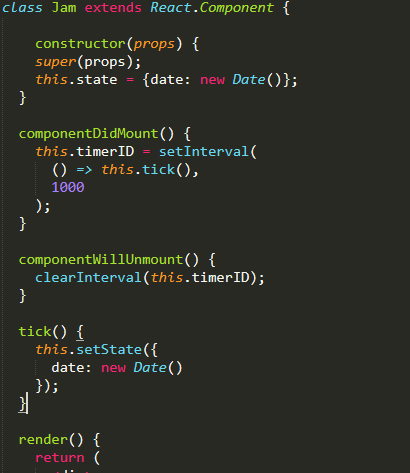 class Jam extends React.Component {
constructor(props) {
super(props);
this.state = {date: new Date()};
}
componentDidMount() {
this.timerID = setInterval(
() => this.tick(),
1000
);
}
componentWillUnmount() {
clearInterval(this.timerID);
}
tick() {
this.setState({
date: new Date()
});
}
render() {
return (